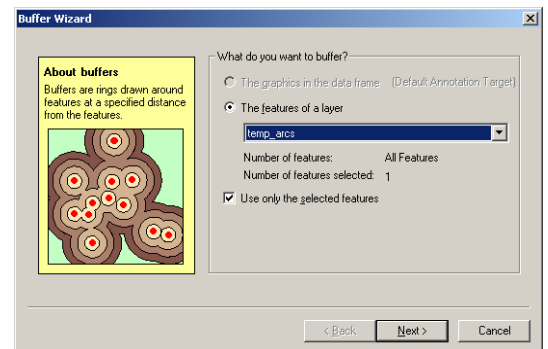 Buffer Wizard
About buffers
Buffers are rings drawn around
features at a specified distance
from the features.
What do you want to buffer?
The graphics in the data frame (Default Annotation Target)
The features of a layer
temp_arcs
Number of features: All Features
Number of features selected: 1
Use only the selected features
< Back
Next >
Cancel